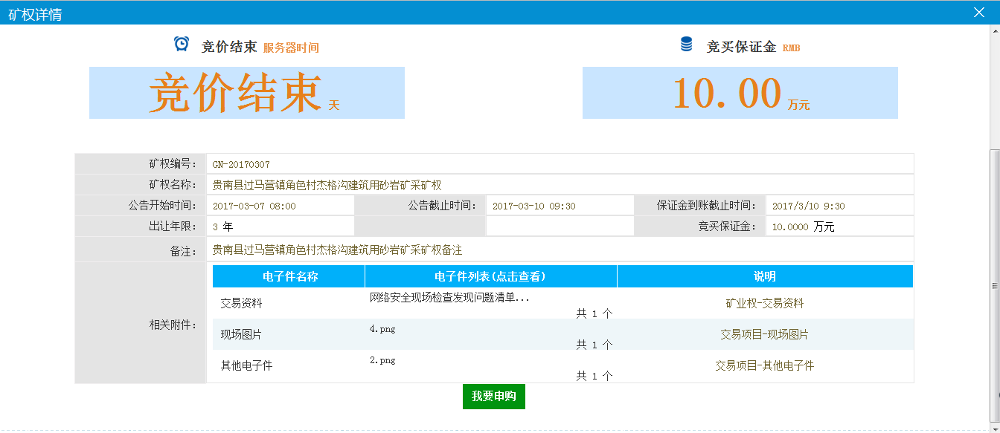 矿权详情
竞价结束 服务器时间
竞买保证金 RMB
竞价结束 天
10.00 万元
矿权编号： GN-20170307
矿权名称： 贵南县过马营镇角色村杰格沟建筑用砂岩矿采矿权
公告开始时间： 2017-03-07 08:00 公告截止时间： 2017-03-10 09:30 保证金到账截止时间： 2017/3/10 9:30
出让年限： 3 年 竞买保证金： 10.0000 万元
备注： 贵南县过马营镇角色村杰格沟建筑用砂岩矿采矿权备注
相关附件：
电子件名称 电子件列表(点击查看) 说明
交易资料 网络安全现场检查发现问题清单... 共 1 个 矿业权-交易资料
现场图片 4.png 共 1 个 交易项目-现场图片
其他电子件 2.png 共 1 个 交易项目-其他电子件
我要申购